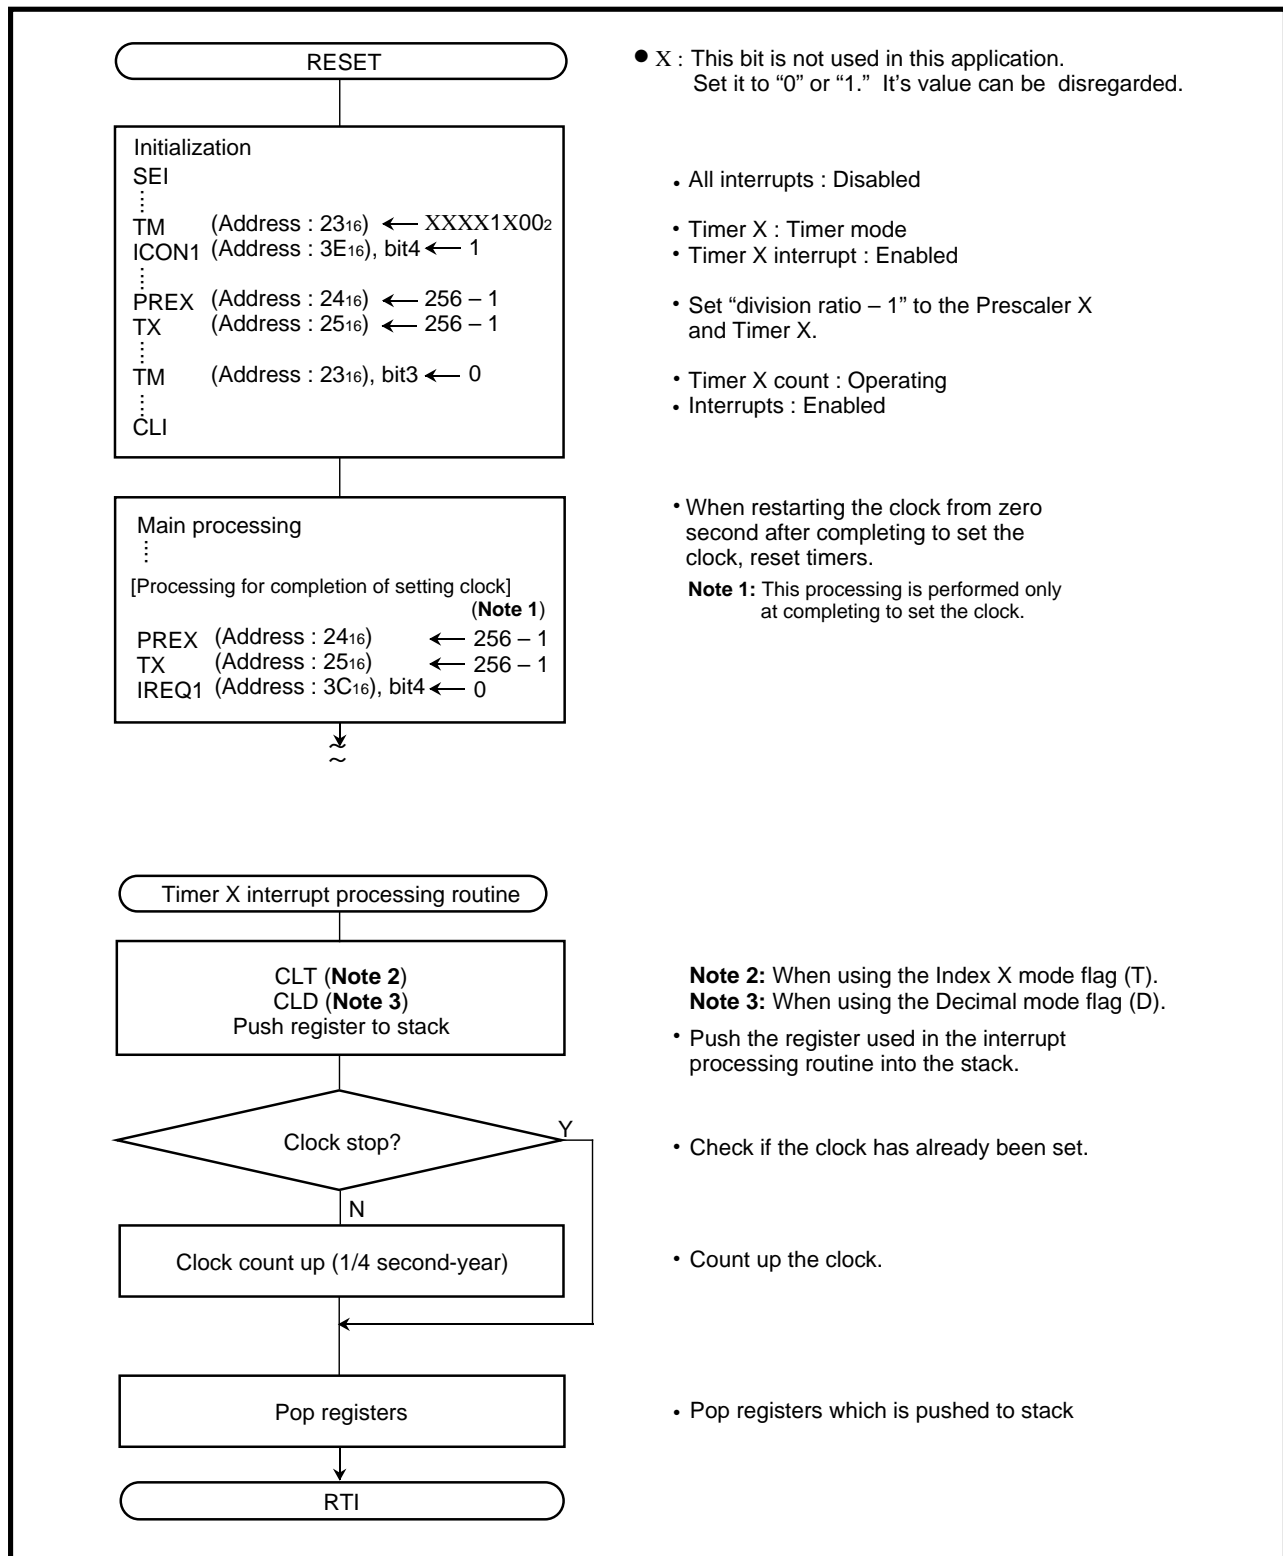 RESET
● X : This bit is not used in this application.
Set it to “0” or “1.” It’s value can be disregarded.
Initialization
SEI
• All interrupts : Disabled
TM (Address : 23₁₆) ← XXXX1X00₂
• Timer X : Timer mode
ICON1 (Address : 3E₁₆), bit4 ← 1
• Timer X interrupt : Enabled
PREX (Address : 24₁₆) ← 256 – 1
• Set “division ratio – 1” to the Prescaler X
TX (Address : 25₁₆) ← 256 – 1
and Timer X.
TM (Address : 23₁₆), bit3 ← 0
• Timer X count : Operating
• Interrupts : Enabled
CLI
Main processing
• When restarting the clock from zero
second after completing to set the
clock, reset timers.
[Processing for completion of setting clock]
(Note 1)
Note 1: This processing is performed only
at completing to set the clock.
PREX (Address : 24₁₆) ← 256 – 1
TX (Address : 25₁₆) ← 256 – 1
IREQ1 (Address : 3C₁₆), bit4 ← 0
Timer X interrupt processing routine
CLT (Note 2)
CLD (Note 3)
Push register to stack
Note 2: When using the Index X mode flag (T).
Note 3: When using the Decimal mode flag (D).
• Push the register used in the interrupt
processing routine into the stack.
Clock stop?
Y
• Check if the clock has already been set.
N
Clock count up (1/4 second-year)
• Count up the clock.
Pop registers
• Pop registers which is pushed to stack
RTI